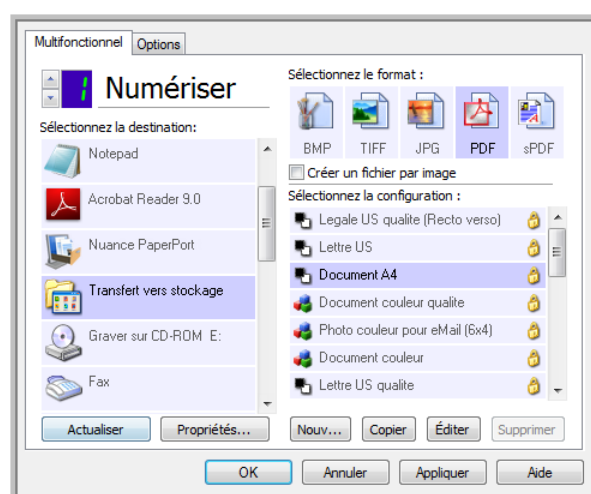 Multifonctionnel
Options
1
Numériser
Sélectionnez la destination:
Notepad
Acrobat Reader 9.0
Nuance PaperPort
Transfert vers stockage
Graver sur CD-ROM E:
Fax
Actualiser
Propriétés...
Sélectionnez le format :
BMP
TIFF
JPG
PDF
sPDF
Créer un fichier par image
Sélectionnez la configuration :
Legale US qualite (Recto verso)
Lettre US
Document A4
Document couleur qualite
Photo couleur pour eMail (6x4)
Document couleur
Lettre US qualite
Nouv...
Copier
Éditer
Supprimer
OK
Annuler
Appliquer
Aide